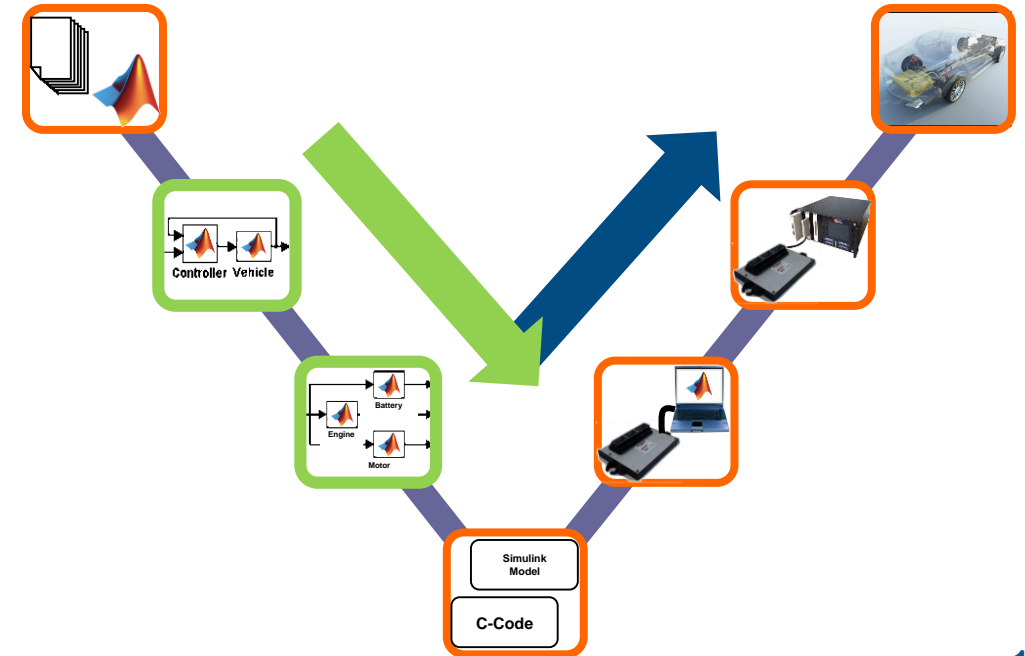 Controller Vehicle
Battery
Engine
Motor
Simulink
Model
C-Code